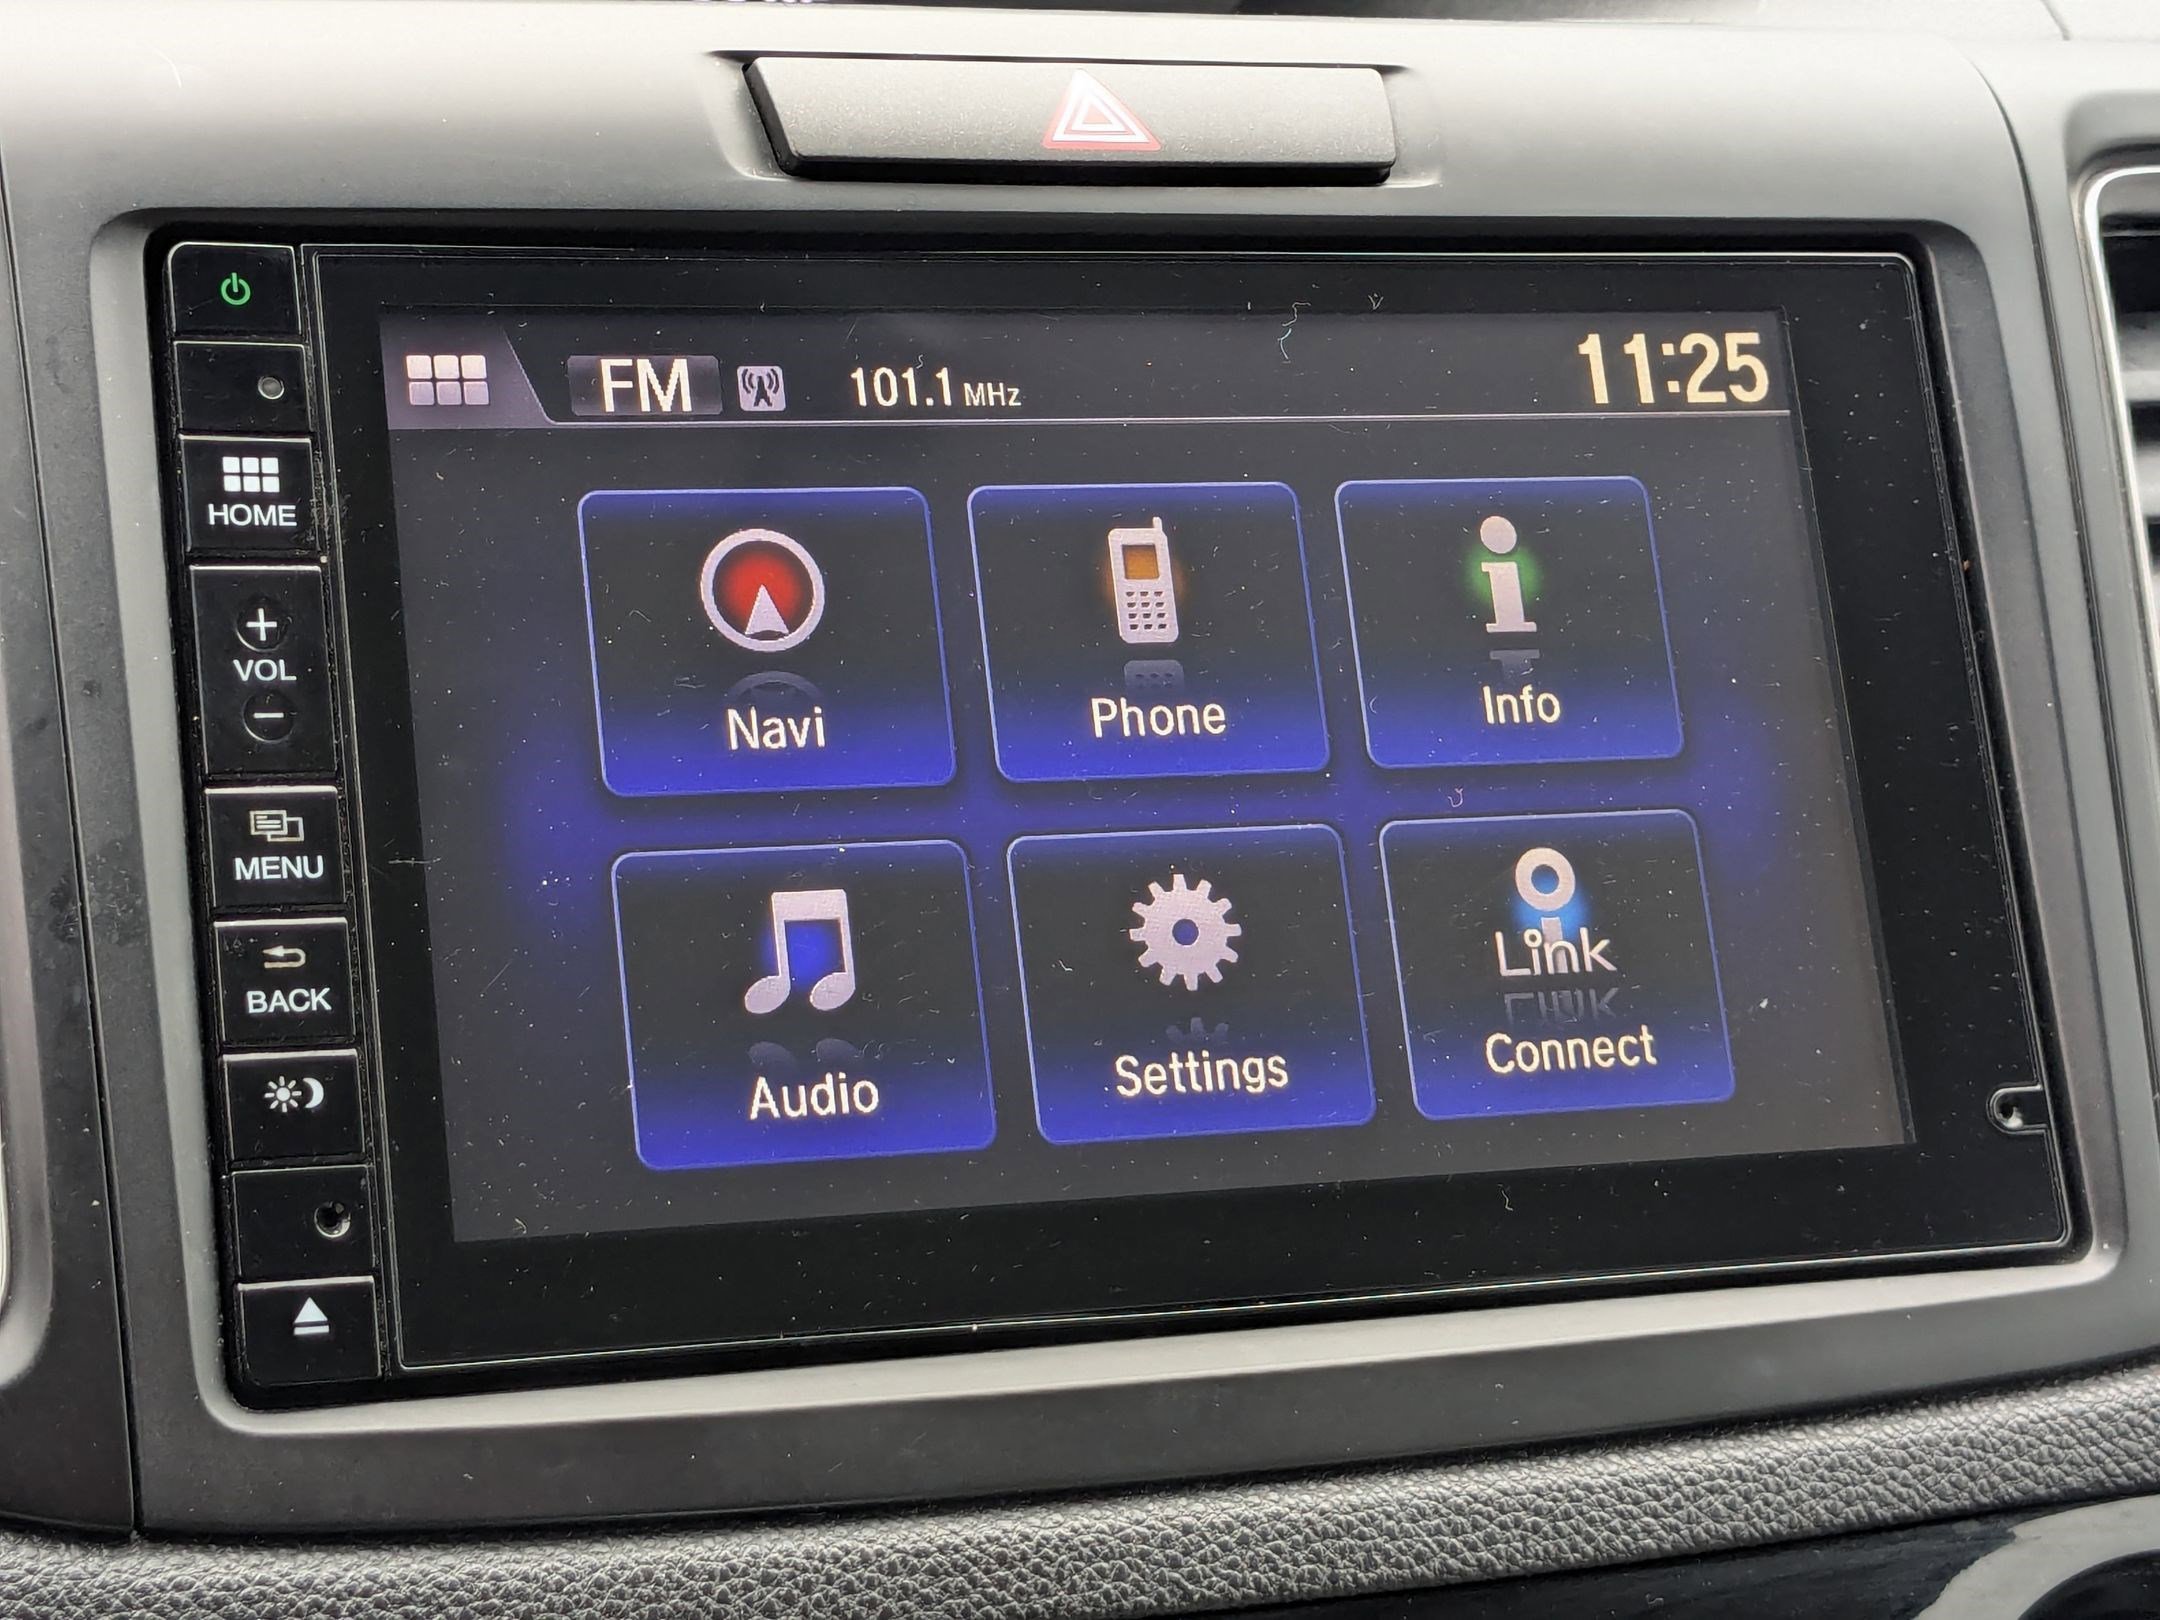 FM 101.1 MHz 11:25
HOME
VOL
MENU
BACK
Navi
Phone
Info
Audio
Settings
Link
Connect